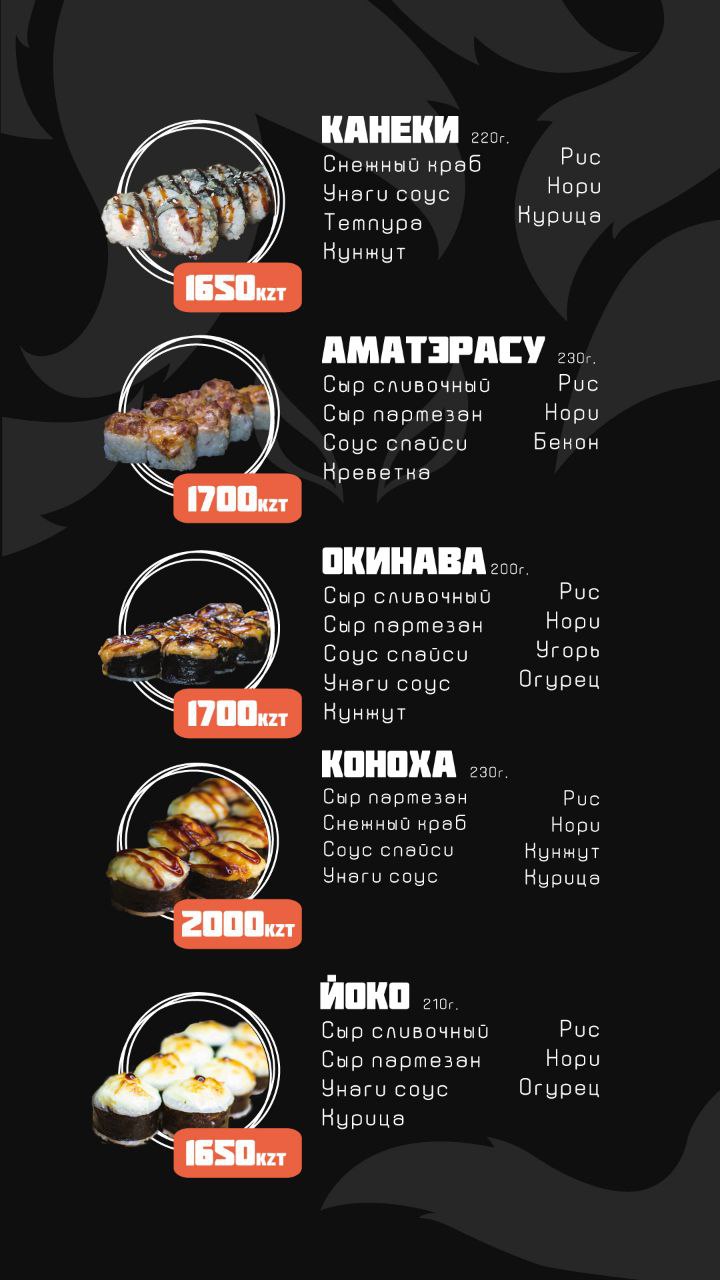 КАНЕКИ 220г.
Снежный краб
Унаги соус
Темпура
Кунжут
Рис
Нори
Курица
1650KZT
АМАТЭРАСУ 230г.
Сыр сливочный
Сыр пармезан
Соус спайси
Креветка
Рис
Нори
Бекон
1700KZT
ОКИНАВА 200г.
Сыр сливочный
Сыр пармезан
Соус спайси
Унаги соус
Кунжут
Рис
Нори
Угорь
Огурец
1700KZT
КОНОХА 230г.
Сыр пармезан
Снежный краб
Соус спайси
Унаги соус
Рис
Нори
Кунжут
Курица
2000KZT
ЙОКО 210г.
Сыр сливочный
Сыр пармезан
Унаги соус
Курица
Рис
Нори
Огурец
1650KZT